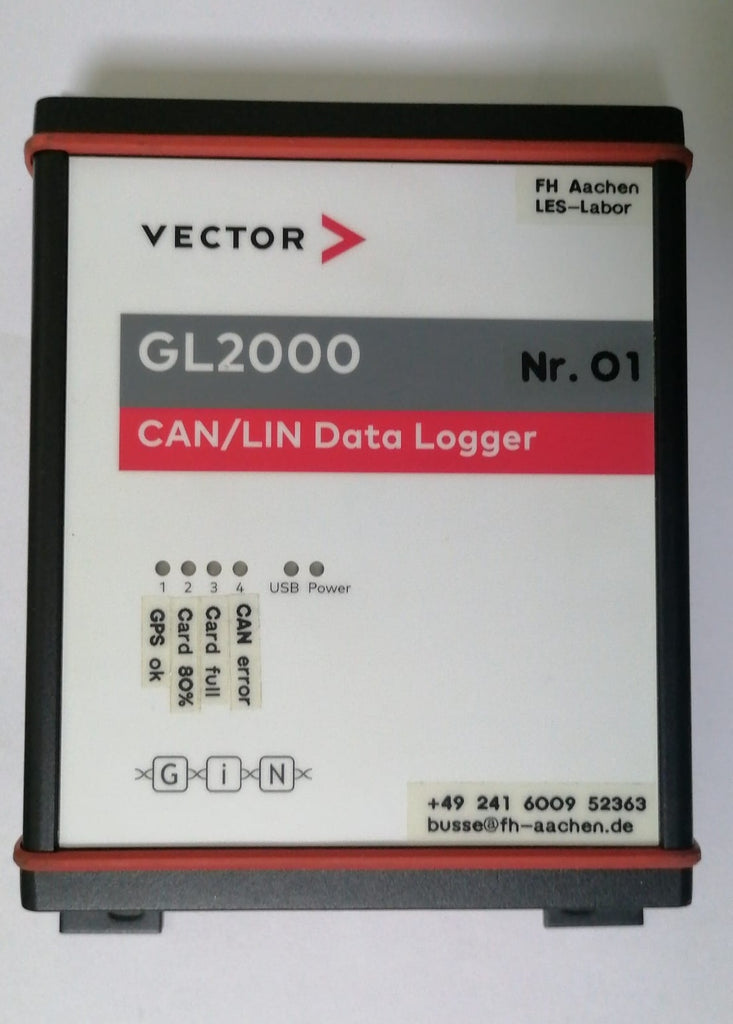 FH Aachen
LES-Labor
VECTOR
GL2000 Nr. 01
CAN/LIN Data Logger
1 2 3 4 USB Power
GPS ok
Card 80%
Card full
CAN error
G i N
+49 241 6009 52363
busse@fh-aachen.de